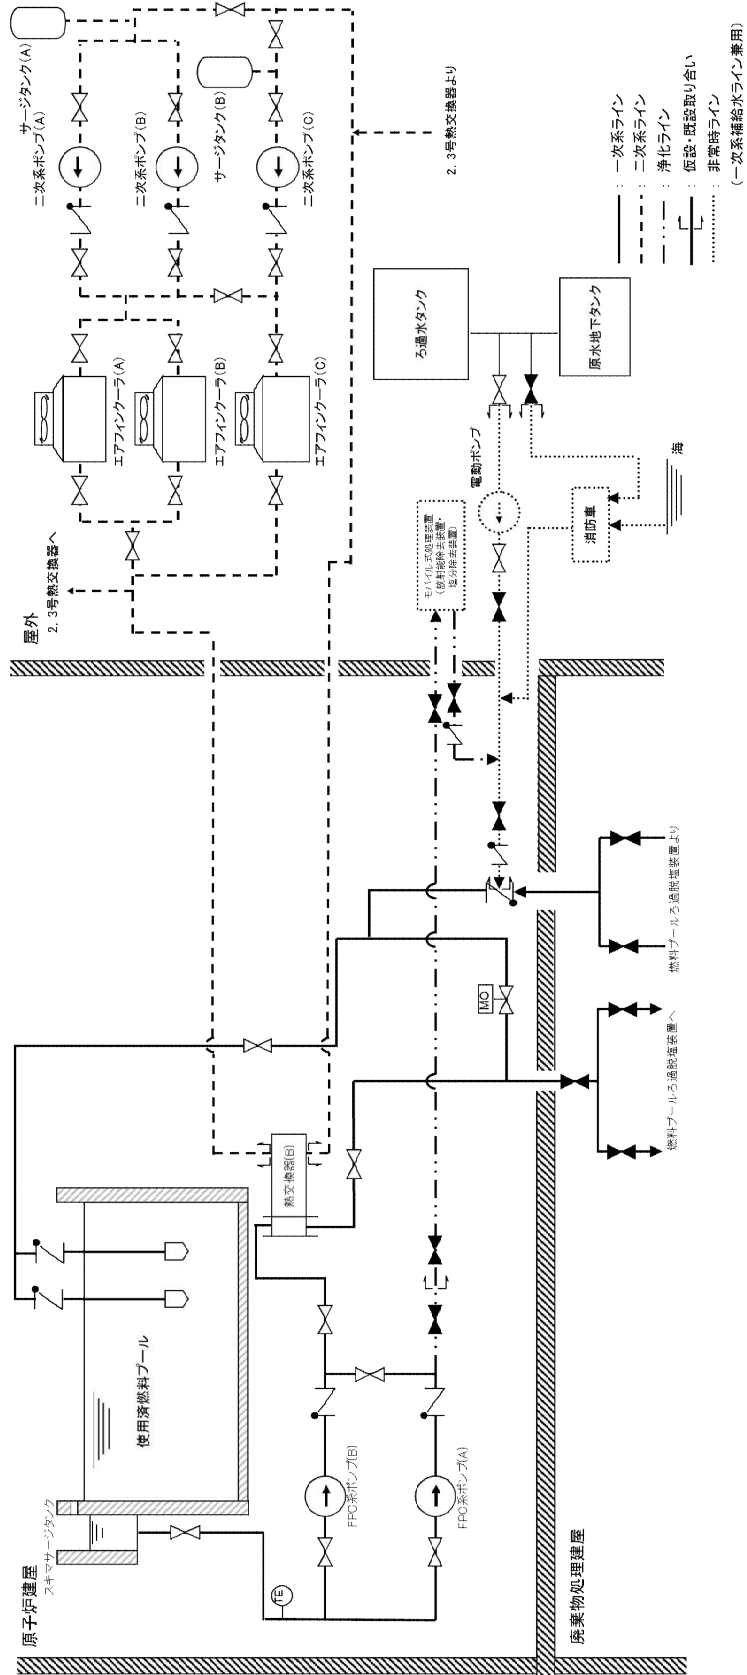 原子炉建屋
スキマサージタンク
使用済燃料プール
TE
FPC系ポンプ(B)
FPC系ポンプ(A)
熱交換器(B)
MO
廃棄物処理建屋
燃料プールろ過脱塩装置へ
燃料プールろ過脱塩装置より
屋外
2, 3号熱交換器へ
エアフィンクーラ(A)
エアフィンクーラ(B)
エアフィンクーラ(C)
サージタンク(A)
二次系ポンプ(A)
二次系ポンプ(B)
サージタンク(B)
二次系ポンプ(C)
2, 3号熱交換器より
モバイル式処理装置
(放射能除去装置・
塩分除去装置)
電動ポンプ
ろ過水タンク
原水地下タンク
消防車
海
: 一次系ライン
: 二次系ライン
: 浄化ライン
: 仮設・既設取り合い
: 非常時ライン
(一次系補給水ライン兼用)